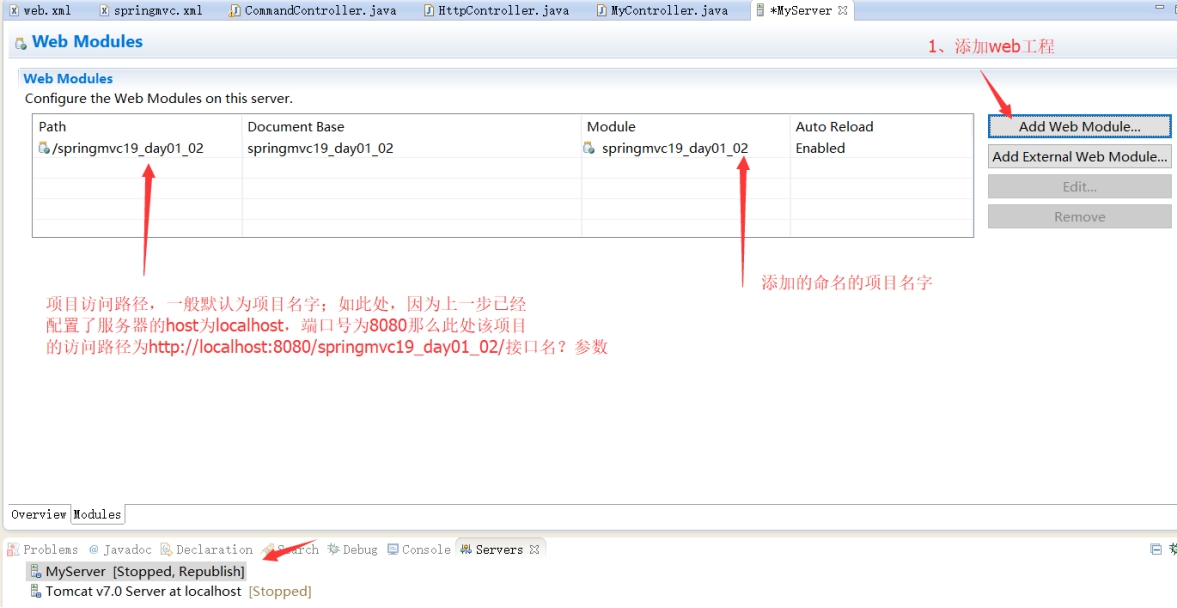 web.xml springmvc.xml CommandController.java HttpController.java MyController.java *MyServer
Web Modules
1、添加web工程
Web Modules
Configure the Web Modules on this server.
Path Document Base Module Auto Reload
/springmvc19_day01_02 springmvc19_day01_02 springmvc19_day01_02 Enabled
Add Web Module...
Add External Web Module...
Edit...
Remove
添加的命名的项目名字
项目访问路径，一般默认为项目名字；如此处，因为上一步已经
配置了服务器的host为localhost，端口号为8080那么此处该项目
的访问路径为http://localhost:8080/springmvc19_day01_02/接口名？参数
Overview Modules
Problems @ Javadoc Declaration Search Debug Console Servers
MyServer [Stopped, Republish]
Tomcat v7.0 Server at localhost [Stopped]